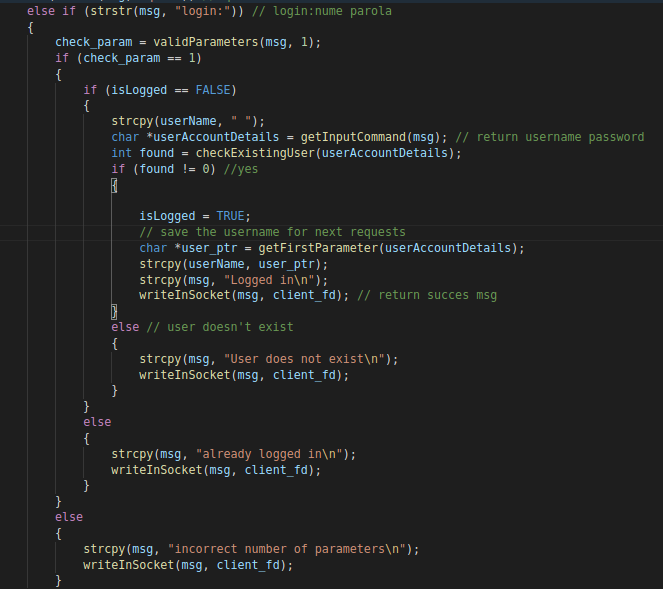 else if (strstr(msg, "login:")) // login:nume parola
{
check_param = validParameters(msg, 1);
if (check_param == 1)
{
if (isLogged == FALSE)
{
strcpy(userName, " ");
char *userAccountDetails = getInputCommand(msg); // return username password
int found = checkExistingUser(userAccountDetails);
if (found != 0) //yes
{
isLogged = TRUE;
// save the username for next requests
char *user_ptr = getFirstParameter(userAccountDetails);
strcpy(userName, user_ptr);
strcpy(msg, "Logged in\n");
writeInSocket(msg, client_fd); // return succes msg
}
else // user doesn't exist
{
strcpy(msg, "User does not exist\n");
writeInSocket(msg, client_fd);
}
}
else
{
strcpy(msg, "already logged in\n");
writeInSocket(msg, client_fd);
}
}
else
{
strcpy(msg, "incorrect number of parameters\n");
writeInSocket(msg, client_fd);
}